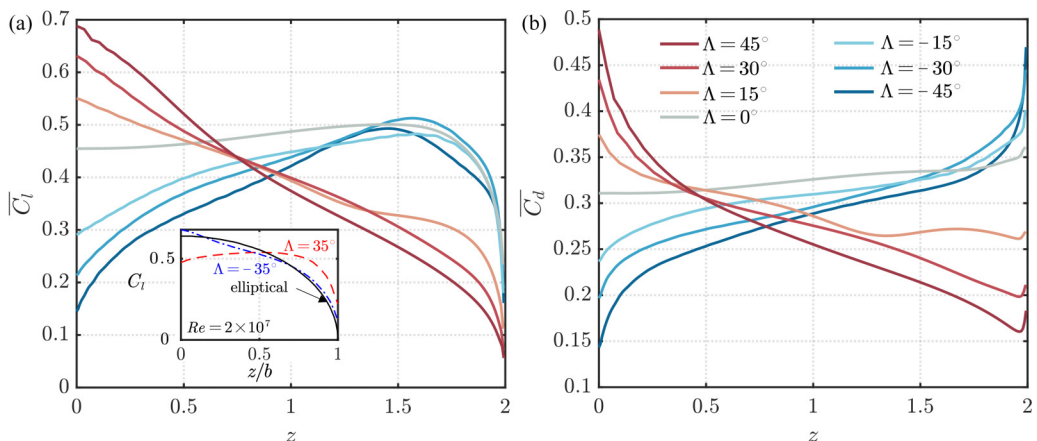 (a)
0.7
0.6
0.5
0.4
0.3
0.2
0.1
0
C_l
0 0.5 1 1.5 2
z
C_l
0.5
0
Λ = 35°
Λ = −35°
elliptical
Re = 2 × 10^7
0 0.5 1
z/b
(b)
0.5
0.45
0.4
0.35
0.3
0.25
0.2
0.15
0.1
C_d
Λ = 45° Λ = −15°
Λ = 30° Λ = −30°
Λ = 15° Λ = −45°
Λ = 0°
0 0.5 1 1.5 2
z